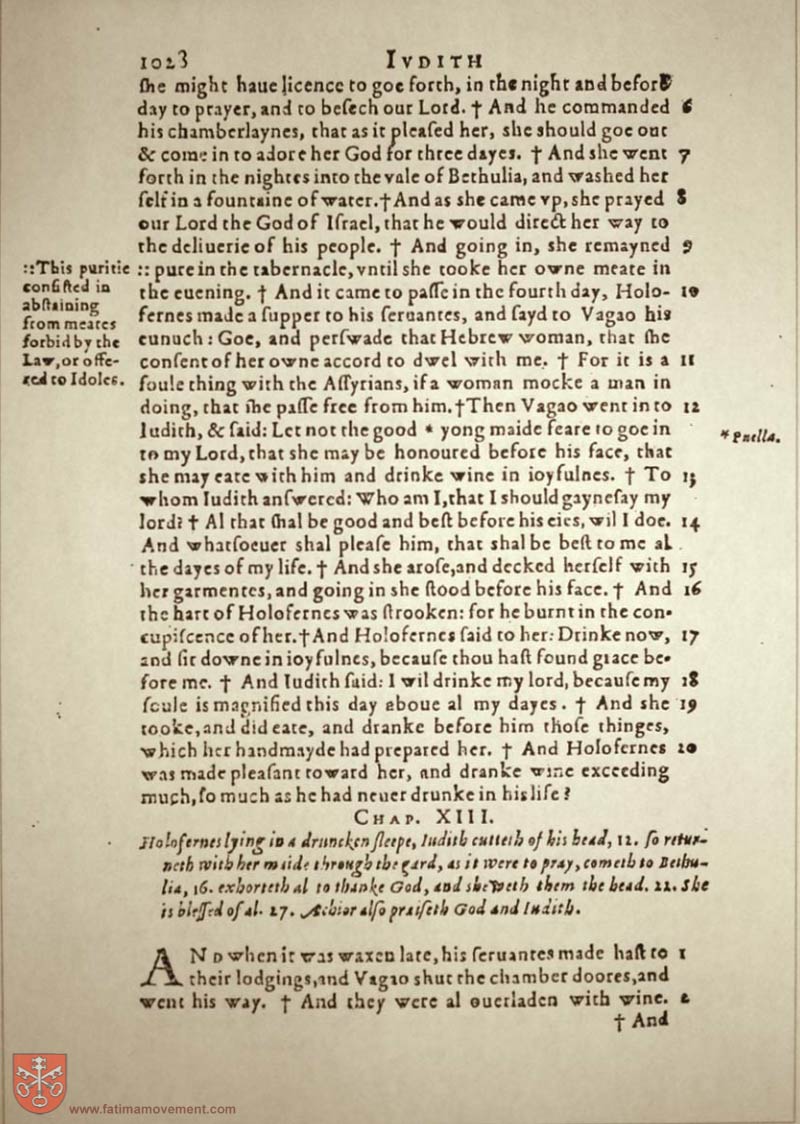 1023 IVDITH
ſhe might haue licence to goe forth, in the night and before
day to prayer, and to beſech our Lord. † And he commanded 6
his chamberlaynes, that as it pleaſed her, she should goe out
& come in to adore her God for three dayes. † And she went 7
forth in the nightes into the vale of Bethulia, and washed her
ſelf in a fountaine of water. † And as she came vp, she prayed 8
our Lord the God of Iſrael, that he would direct her way to
the deliuerie of his people. † And going in, she remayned 9
::This puritie
conſiſted in
abſtaining
from meates
forbid by the
Law, or offe-
red to Idoles.
:: pure in the tabernacle, vntil she tooke her owne meate in
the euening. † And it came to paſſe in the fourth day, Holo- 10
fernes made a ſupper to his ſeruantes, and ſayd to Vagao his
eunuch: Goe, and perſwade that Hebrew woman, that ſhe
conſent of her owne accord to dwel with me. † For it is a 11
foule thing with the Aſſyrians, if a woman mocke a man in
doing, that ſhe paſſe free from him. † Then Vagao went in to 12
Iudith, & ſaid: Let not the good * yong maide feare to goe in
* Puella.
to my Lord, that she may be honoured before his face, that
she may eate with him and drinke wine in ioyfulnes. † To 13
whom Iudith anſwered: Who am I, that I should gayneſay my
lord? † Al that ſhal be good and beſt before his eies, wil I doe. 14
And whatſoeuer shal pleaſe him, that shal be beſt to me al
the dayes of my life. † And she aroſe, and decked herſelf with 15
her garmentes, and going in she ſtood before his face. † And 16
the hart of Holofernes was ſtrooken: for he burnt in the con-
cupiſcence of her. † And Holofernes ſaid to her: Drinke now, 17
and ſit downe in ioyfulnes, becauſe thou haſt found grace be-
fore me. † And Iudith ſaid: I wil drinke my lord, becauſe my 18
ſoule is magnified this day aboue al my dayes. † And she 19
tooke, and did eate, and dranke before him thoſe thinges,
which her handmayde had prepared her. † And Holofernes 20
was made pleaſant toward her, and dranke wine exceeding
much, ſo much as he had neuer drunke in his life?
CHAP. XIII.
Holofernes lying in a druncken ſleepe, Iudith cutteth of his head, 12. ſo retur-
neth with her maide through the gard, as it were to pray, cometh to Bethu-
lia, 16. exhorteth al to thanke God, and sheweth them the head. 22. She
is bleſſed of al. 27. Achior alſo praiſeth God and Iudith.
AND when it was waxen late, his ſeruantes made haſt to 1
their lodgings, and Vagao shut the chamber doores, and
went his way. † And they were al ouerladen with wine. 2
† And
www.fatimamovement.com